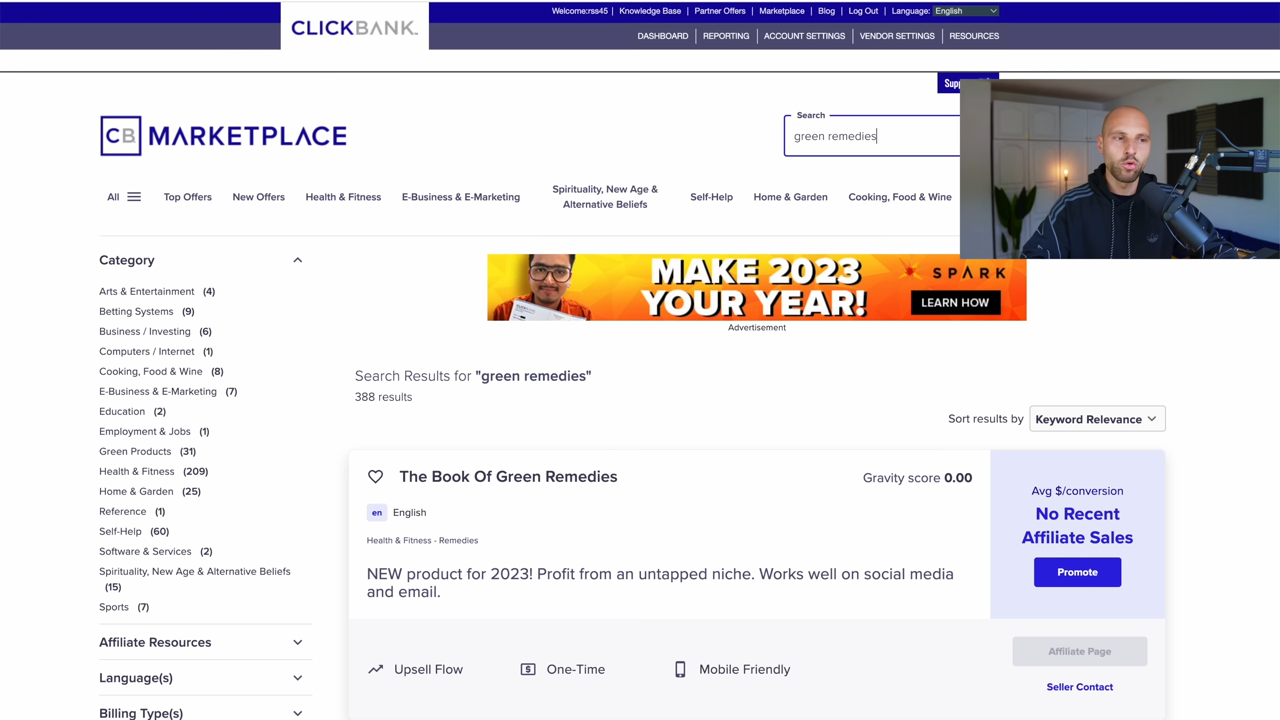 Welcome:rss45 | Knowledge Base | Partner Offers | Marketplace | Blog | Log Out | Language: English
CLICKBANK.
DASHBOARD | REPORTING | ACCOUNT SETTINGS | VENDOR SETTINGS | RESOURCES
CB MARKETPLACE
Search
green remedies
All
Top Offers
New Offers
Health & Fitness
E-Business & E-Marketing
Spirituality, New Age &
Alternative Beliefs
Self-Help
Home & Garden
Cooking, Food & Wine
Category
Arts & Entertainment (4)
Betting Systems (9)
Business / Investing (6)
Computers / Internet (1)
Cooking, Food & Wine (8)
E-Business & E-Marketing (7)
Education (2)
Employment & Jobs (1)
Green Products (31)
Health & Fitness (209)
Home & Garden (25)
Reference (1)
Self-Help (60)
Software & Services (2)
Spirituality, New Age & Alternative Beliefs
(15)
Sports (7)
Affiliate Resources
Language(s)
Billing Type(s)
MAKE 2023
YOUR YEAR!
SPARK
LEARN HOW
Advertisement
Search Results for "green remedies"
388 results
Sort results by Keyword Relevance
The Book Of Green Remedies
Gravity score 0.00
en English
Health & Fitness - Remedies
NEW product for 2023! Profit from an untapped niche. Works well on social media
and email.
Avg $/conversion
No Recent
Affiliate Sales
Promote
Upsell Flow
One-Time
Mobile Friendly
Affiliate Page
Seller Contact